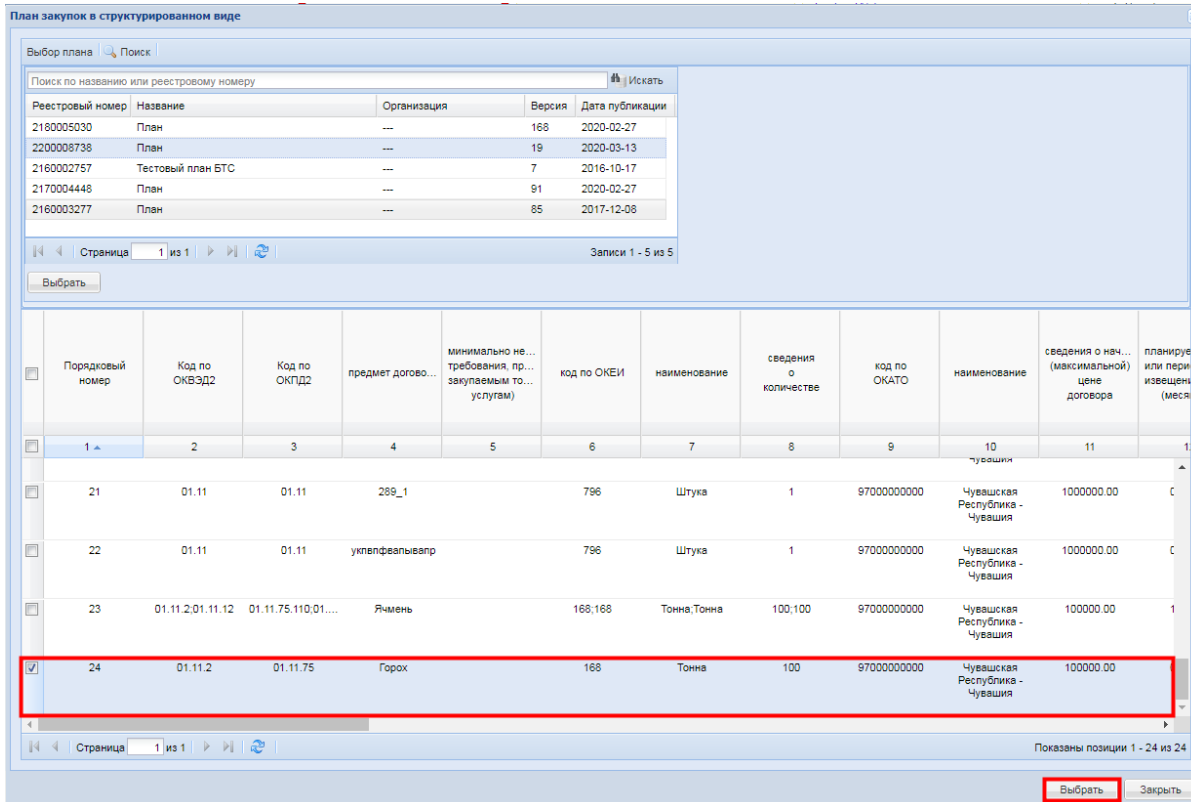 План закупок в структурированном виде
Выбор плана Поиск
Поиск по названию или реестровому номеру Искать
Реестровый номер Название Организация Версия Дата публикации
2180005030 План --- 168 2020-02-27
2200008738 План --- 19 2020-03-13
2160002757 Тестовый план БТС --- 7 2016-10-17
2170004448 План --- 91 2020-02-27
2160003277 План --- 85 2017-12-08
Страница 1 из 1 Записи 1 - 5 из 5
Выбрать
Порядковый номер
Код по ОКВЭД2
Код по ОКПД2
предмет догово...
минимально не...
требования, пр...
закупаемым то...
услугам)
код по ОКЕИ
наименование
сведения
о
количестве
код по
ОКАТО
наименование
сведения о нач...
(максимальной)
цене
договора
планируе
или пери
извещени
(меся
1 2 3 4 5 6 7 8 9 10 11 1
Чувашия
21 01.11 01.11 289_1 796 Штука 1 97000000000 Чувашская 1000000.00
Республика -
Чувашия
22 01.11 01.11 укпвпфвапывапр 796 Штука 1 97000000000 Чувашская 1000000.00
Республика -
Чувашия
23 01.11.2;01.11.12 01.11.75.110;01.... Ячмень 168;168 Тонна;Тонна 100;100 97000000000 Чувашская 100000.00 1
Республика -
Чувашия
24 01.11.2 01.11.75 Горох 168 Тонна 100 97000000000 Чувашская 100000.00
Республика -
Чувашия
Страница 1 из 1 Показаны позиции 1 - 24 из 24
Выбрать Закрыть